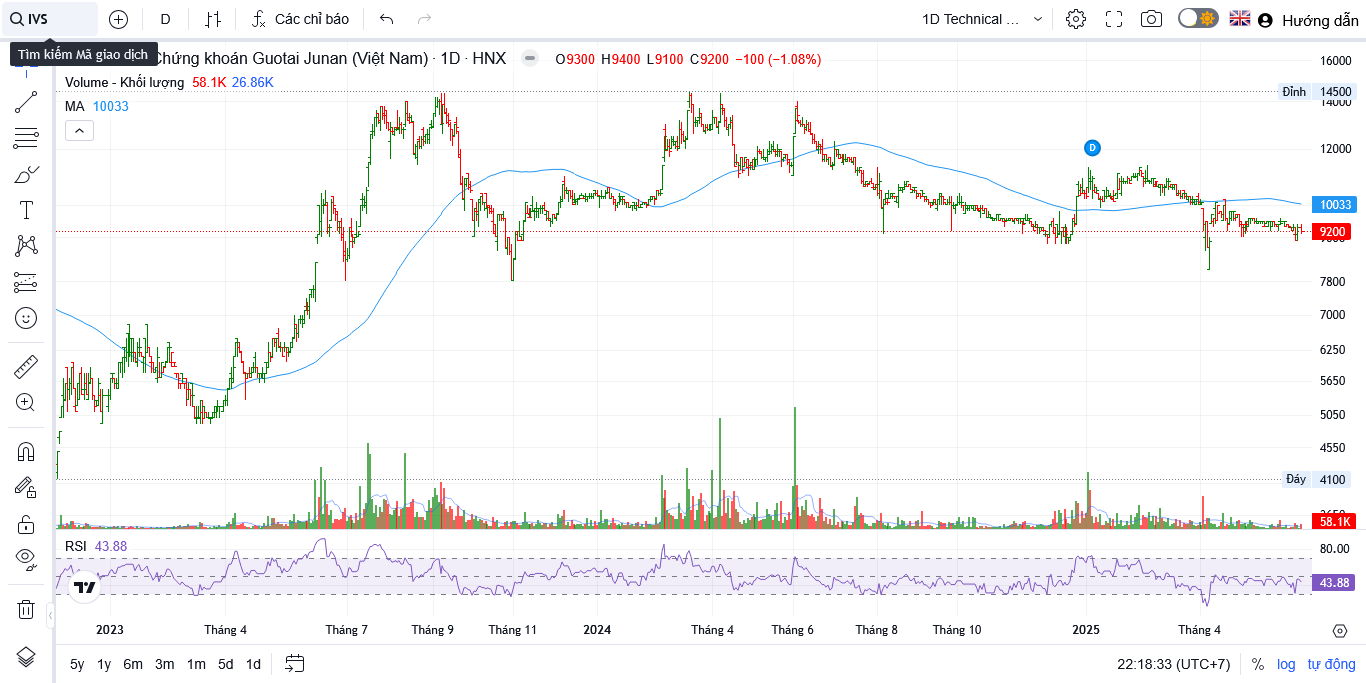 IVS
D
Các chỉ báo
1D Technical ...
Hướng dẫn
Tìm kiếm Mã giao dịch
Chứng khoán Guotai Junan (Việt Nam) · 1D · HNX
O9300 H9400 L9100 C9200 −100 (−1.08%)
Volume - Khối lượng 58.1K 26.86K
MA 10033
16000
Đỉnh 14500
14000
12000
D
10033
9200
9000
7800
7000
6250
5650
5050
4550
Đáy 4100
3650
58.1K
RSI 43.88
80.00
43.88
2023 Tháng 4 Tháng 7 Tháng 9 Tháng 11 2024 Tháng 4 Tháng 6 Tháng 8 Tháng 10 2025 Tháng 4
5y 1y 6m 3m 1m 5d 1d
22:18:33 (UTC+7) % log tự động